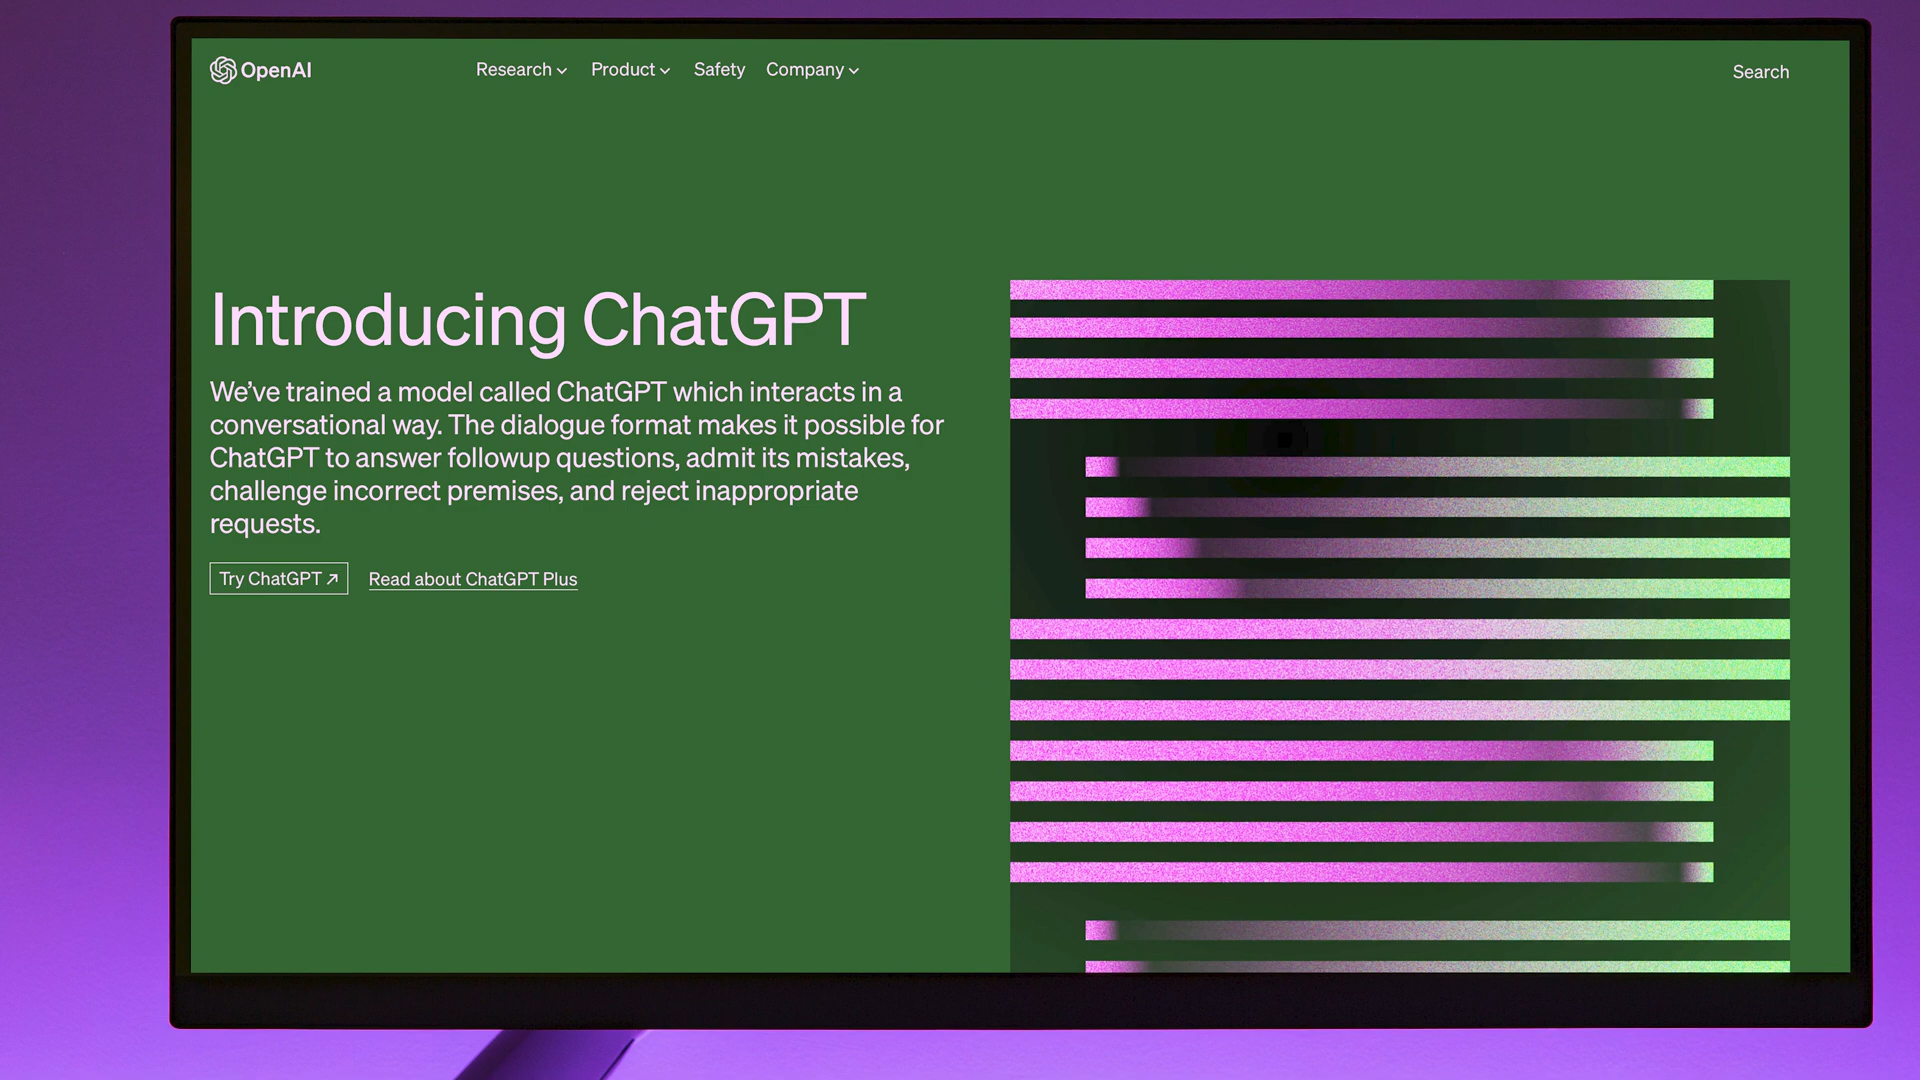 OpenAI
Research Product Safety Company
Search
Introducing ChatGPT
We’ve trained a model called ChatGPT which interacts in a
conversational way. The dialogue format makes it possible for
ChatGPT to answer followup questions, admit its mistakes,
challenge incorrect premises, and reject inappropriate
requests.
Try ChatGPT ↗
Read about ChatGPT Plus